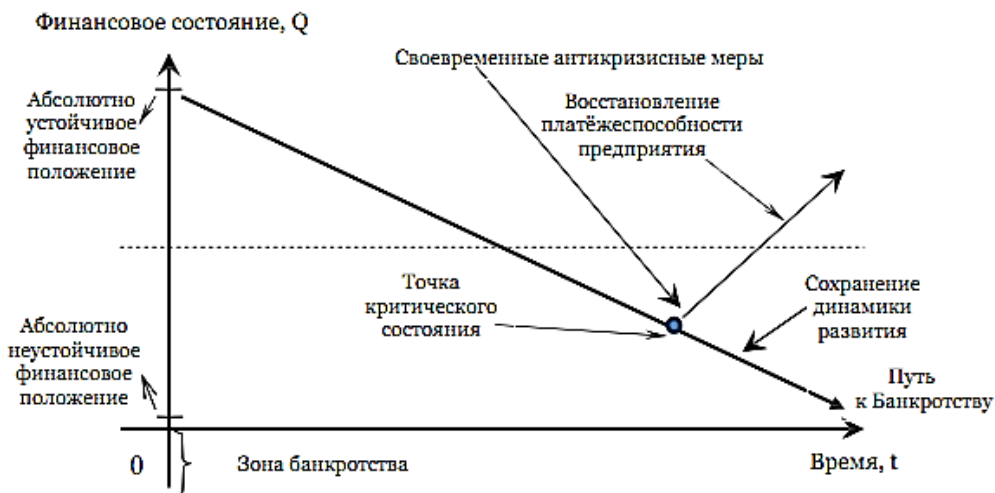 Финансовое состояние, Q
Своевременные антикризисные меры
Абсолютно
устойчивое
финансовое
положение
Восстановление
платёжеспособности
предприятия
Точка
критического
состояния
Сохранение
динамики
развития
Абсолютно
неустойчивое
финансовое
положение
Путь
к Банкротству
0
Зона банкротства
Время, t